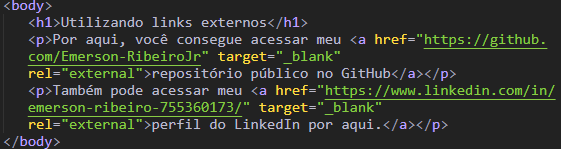 <body>
<h1>Utilizando links externos</h1>
<p>Por aqui, você consegue acessar meu <a href="https://github.
com/Emerson-RibeiroJr" target="_blank"
rel="external">repositório público no GitHub</a></p>
<p>Também pode acessar meu <a href="https://www.linkedin.com/in/
emerson-ribeiro-755360173/" target="_blank"
rel="external">perfil do LinkedIn por aqui.</a></p>
</body>